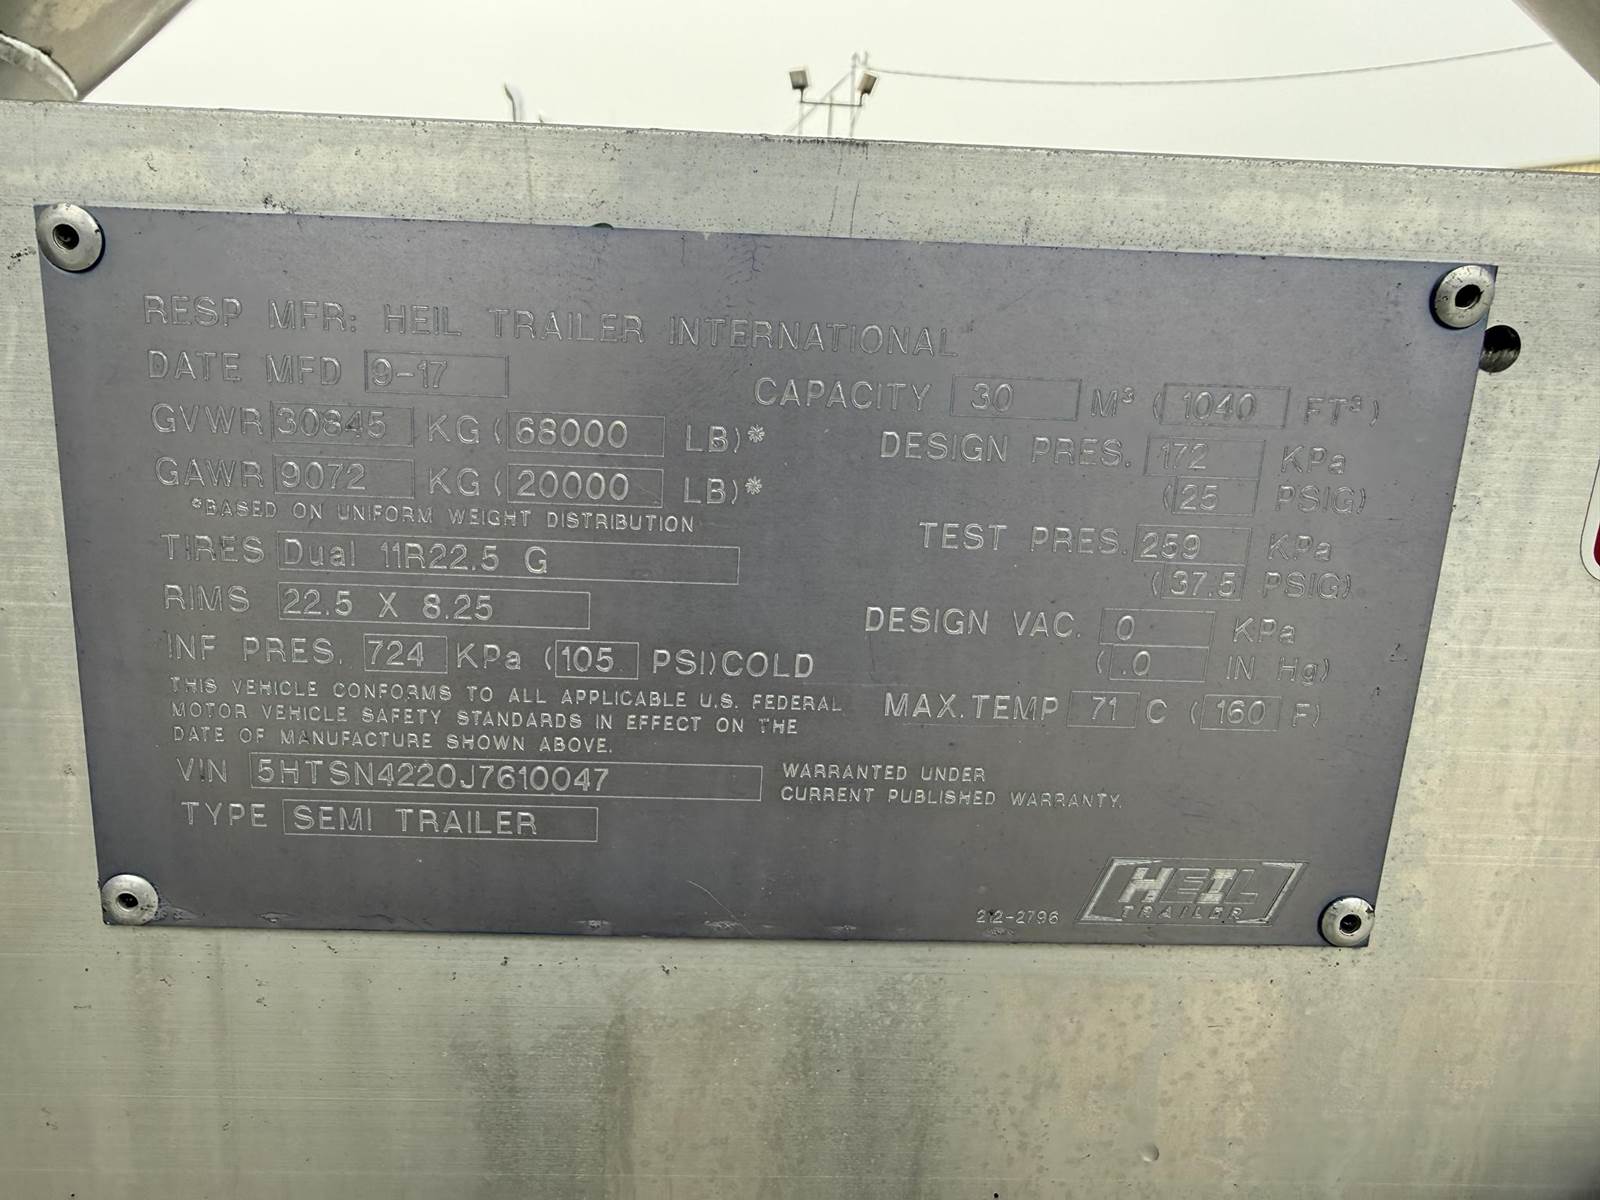 RESP MFR: HEIL TRAILER INTERNATIONAL
DATE MFD 9-17
GVWR 30845 KG (68000 LB)*
GAWR 9072 KG (20000 LB)*
*BASED ON UNIFORM WEIGHT DISTRIBUTION
TIRES Dual 11R22.5 G
RIMS 22.5 X 8.25
INF PRES. 724 KPa (105 PSI)COLD
THIS VEHICLE CONFORMS TO ALL APPLICABLE U.S. FEDERAL
MOTOR VEHICLE SAFETY STANDARDS IN EFFECT ON THE
DATE OF MANUFACTURE SHOWN ABOVE.
VIN 5HTSN4220J7610047
TYPE SEMI TRAILER
CAPACITY 30 M³ (1040 FT³)
DESIGN PRES. 172 KPa
(25 PSIG)
TEST PRES. 259 KPa
(37.5 PSIG)
DESIGN VAC. 0 KPa
(.0 IN Hg)
MAX.TEMP 71 C (160 F)
WARRANTED UNDER
CURRENT PUBLISHED WARRANTY.
212-2796
HEIL
TRAILER